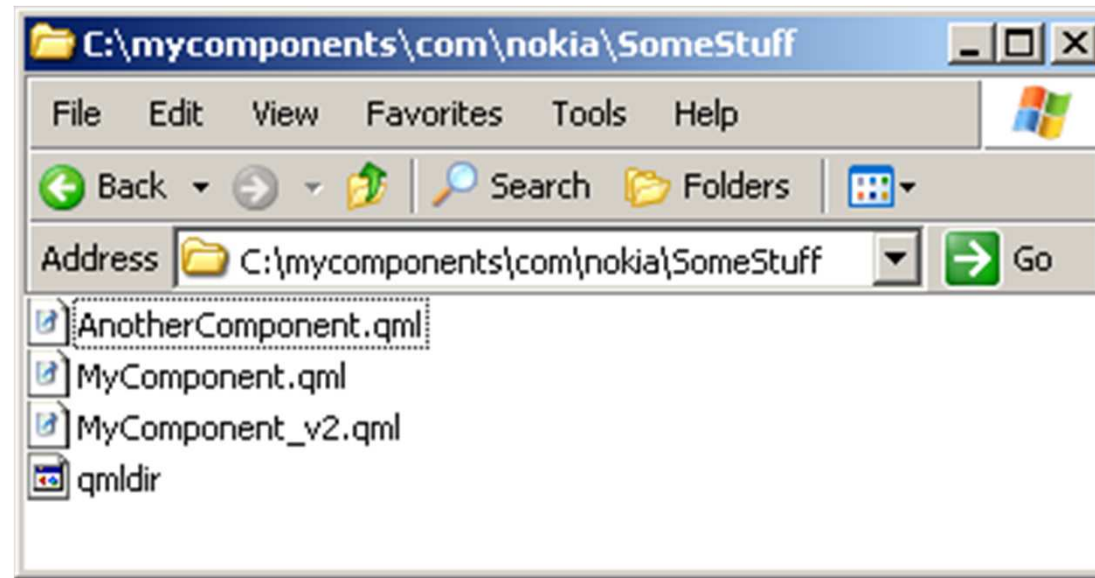 C:\mycomponents\com\nokia\SomeStuff
File Edit View Favorites Tools Help
Back Search Folders
Address C:\mycomponents\com\nokia\SomeStuff Go
AnotherComponent.qml
MyComponent.qml
MyComponent_v2.qml
qmldir